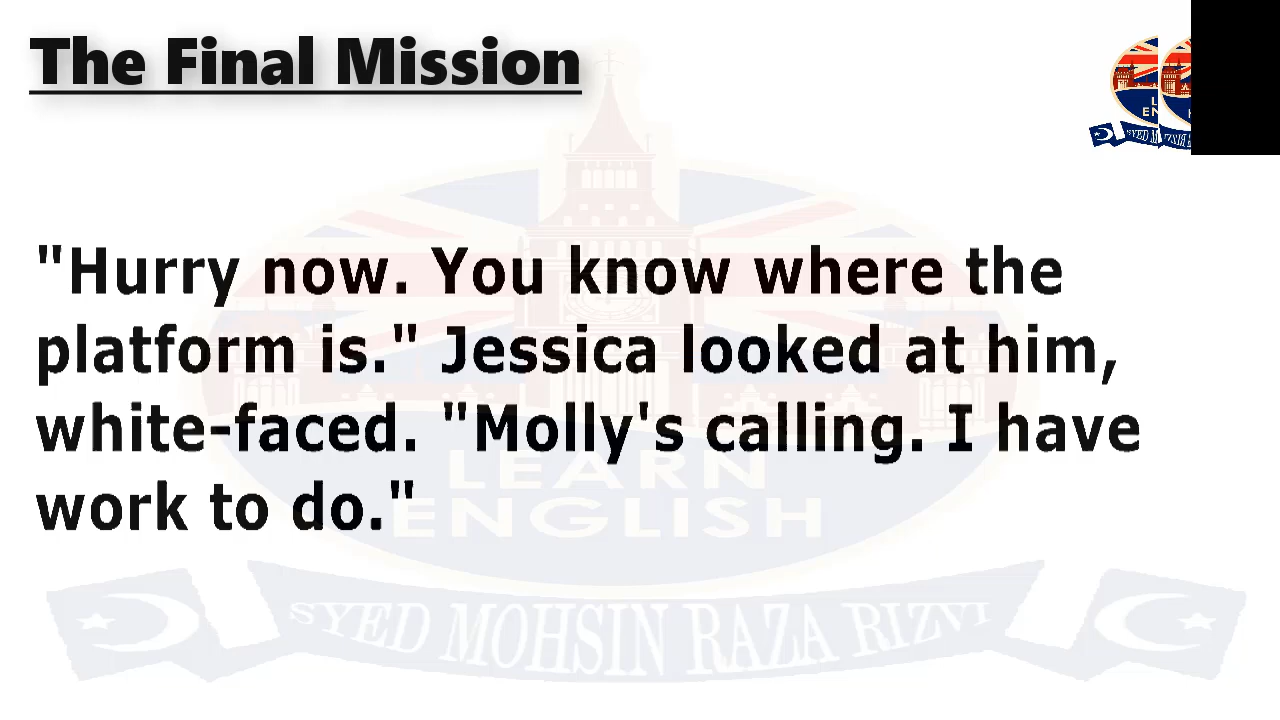 The Final Mission
"Hurry now. You know where the
platform is." Jessica looked at him,
white-faced. "Molly's calling. I have
work to do."
LEARN
ENGLISH
SYED MOHSIN RAZA RIZVI